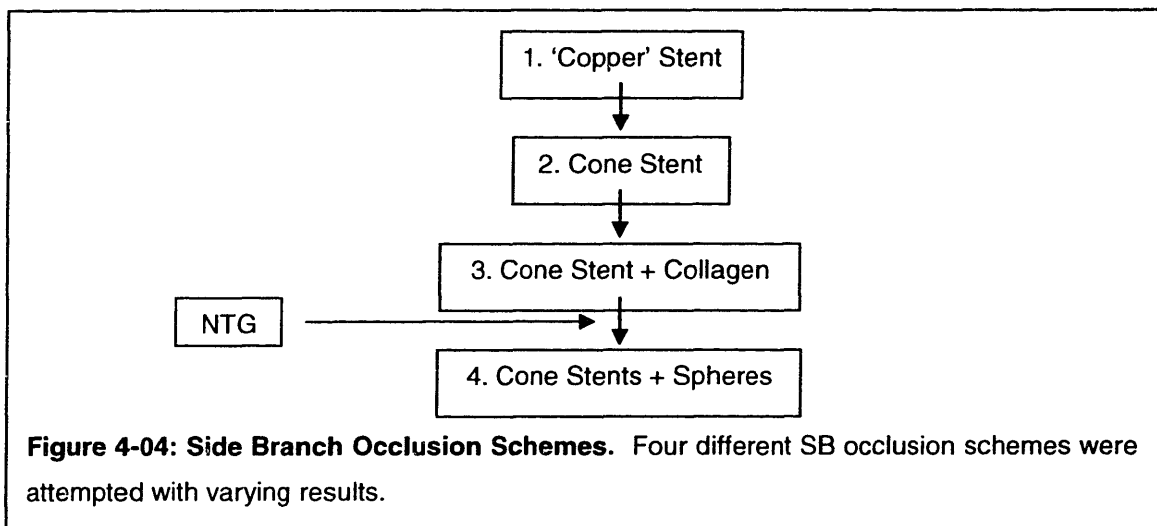 1. 'Copper' Stent
2. Cone Stent
3. Cone Stent + Collagen
NTG
4. Cone Stents + Spheres
Figure 4-04: Side Branch Occlusion Schemes. Four different SB occlusion schemes were
attempted with varying results.